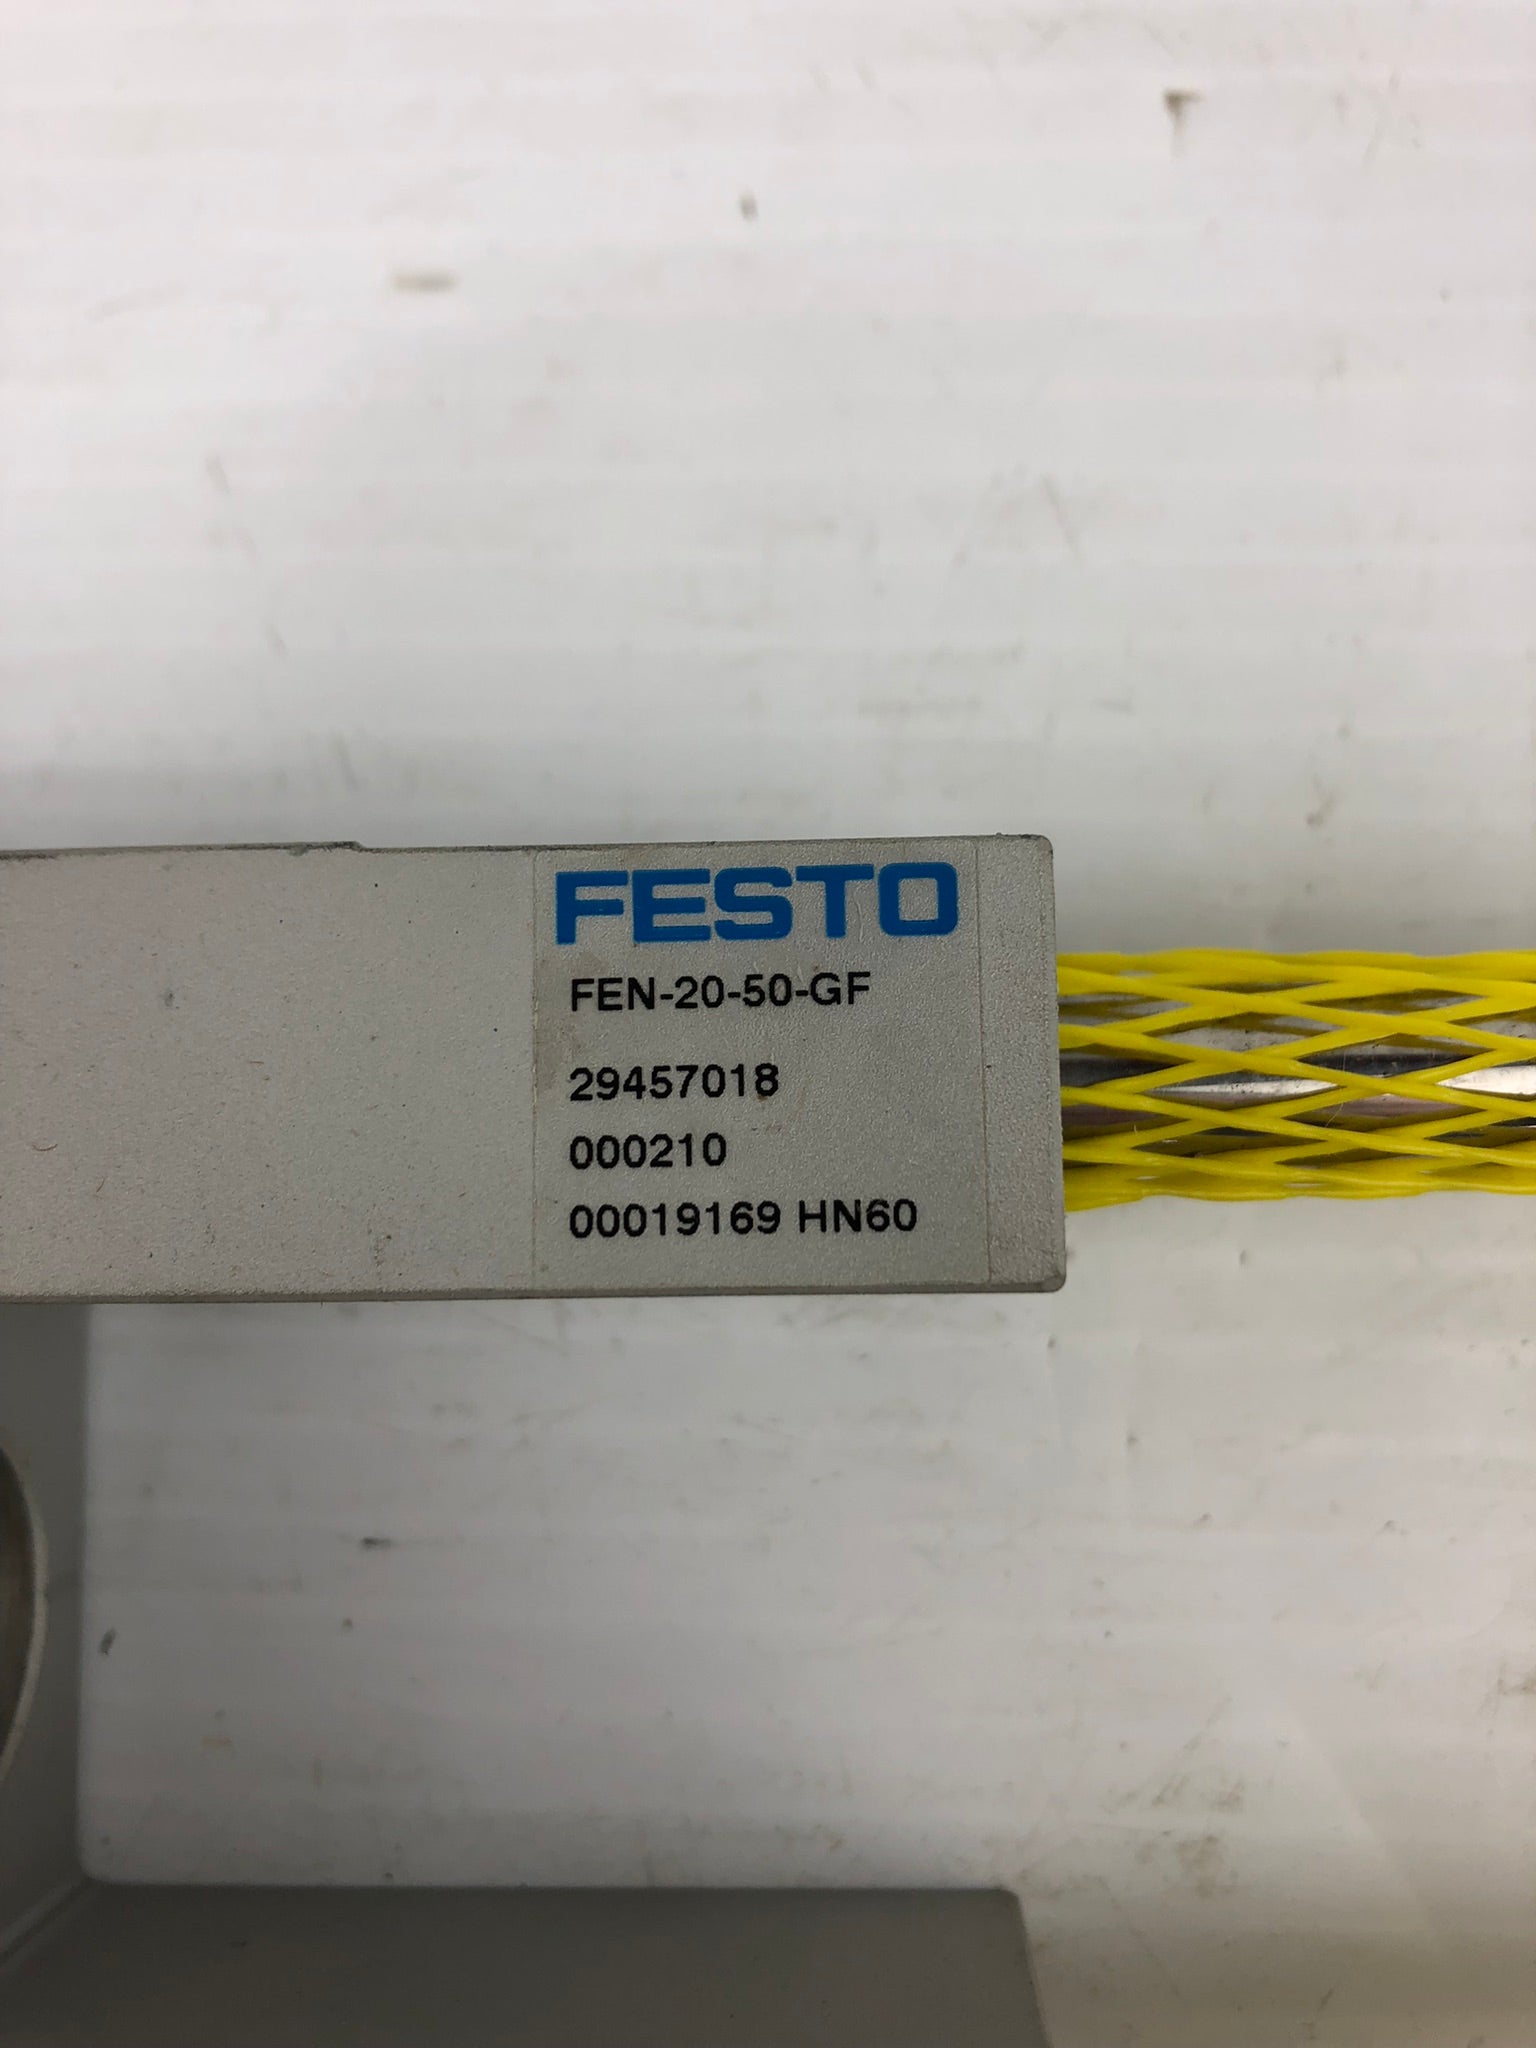 FESTO
FEN-20-50-GF
29457018
000210
00019169 HN60